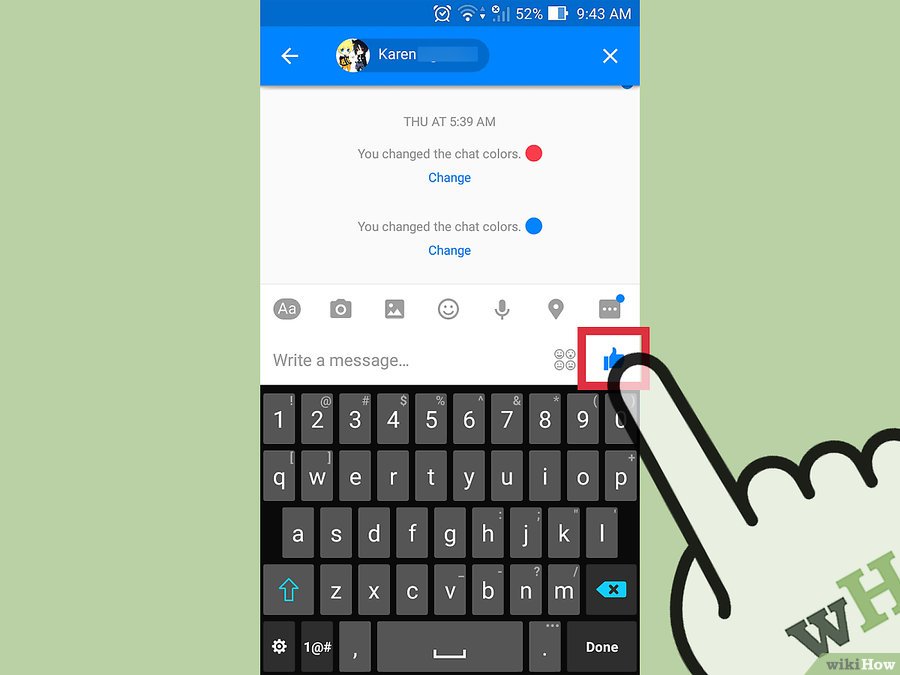 52% 9:43 AM
Karen
THU AT 5:39 AM
You changed the chat colors.
Change
You changed the chat colors.
Change
Aa
Write a message...
! @ # $ % ^ & * ( )
1 2 3 4 5 6 7 8 9 0
[ ] +
q w e r t y u i o p
: ; " '
a s d f g h j k l
_ - ? /
z x c v b n m
1@# , . Done
wH
wikiHow